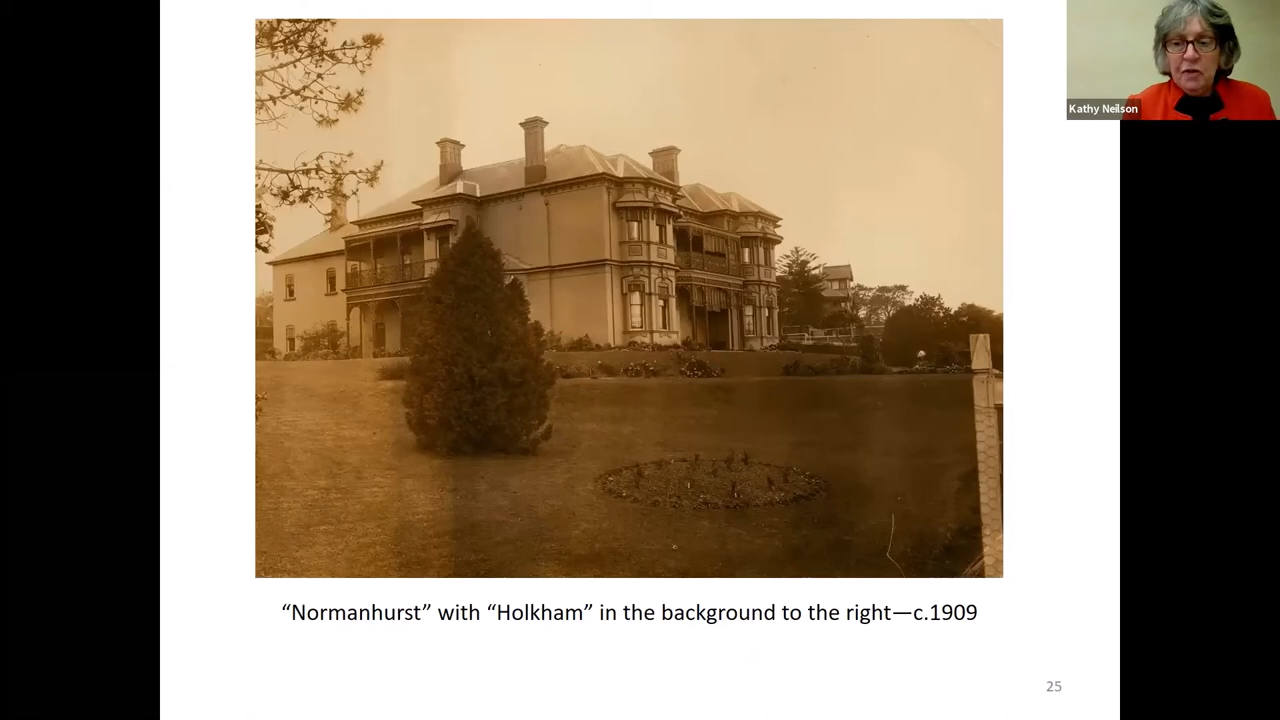 Kathy Neilson
“Normanhurst” with “Holkham” in the background to the right—c.1909
25